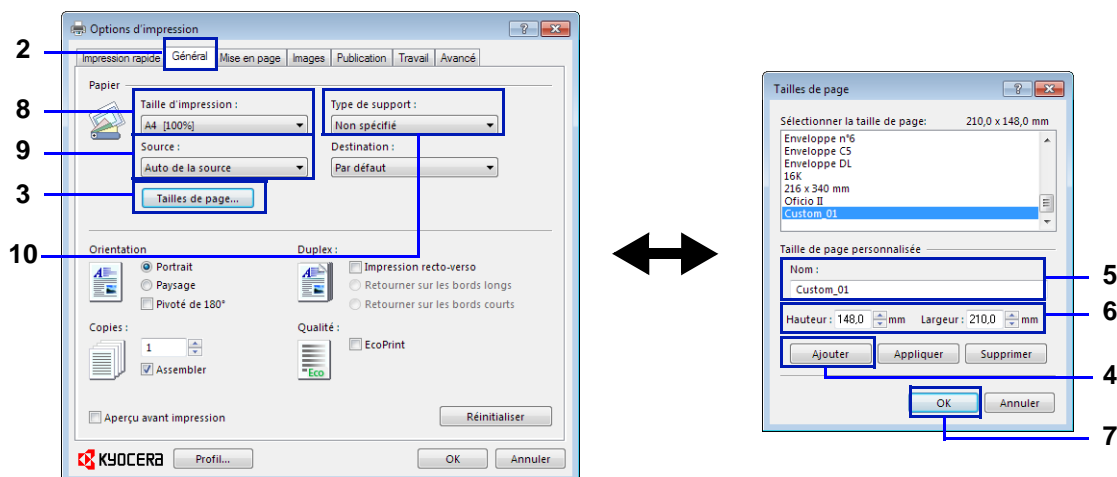 Options d'impression
2
Impression rapide Général Mise en page Images Publication Travail Avancé
Papier
8
Taille d'impression : Type de support :
A4 [100%] Non spécifié
9
Source : Destination :
Auto de la source Par défaut
3
Tailles de page...
10
Orientation Duplex :
Portrait Impression recto-verso
Paysage Retourner sur les bords longs
Pivoté de 180° Retourner sur les bords courts
Copies : Qualité :
1 EcoPrint
Assembler
Eco
Aperçu avant impression Réinitialiser
KYOCERA Profil... OK Annuler
Tailles de page
Sélectionner la taille de page: 210,0 x 148,0 mm
Enveloppe n°6
Enveloppe C5
Enveloppe DL
16K
216 x 340 mm
Oficio II
Custom_01
Taille de page personnalisée
Nom :
5
Custom_01
Hauteur : 148,0 mm Largeur : 210,0 mm
6
Ajouter Appliquer Supprimer
4
OK Annuler
7